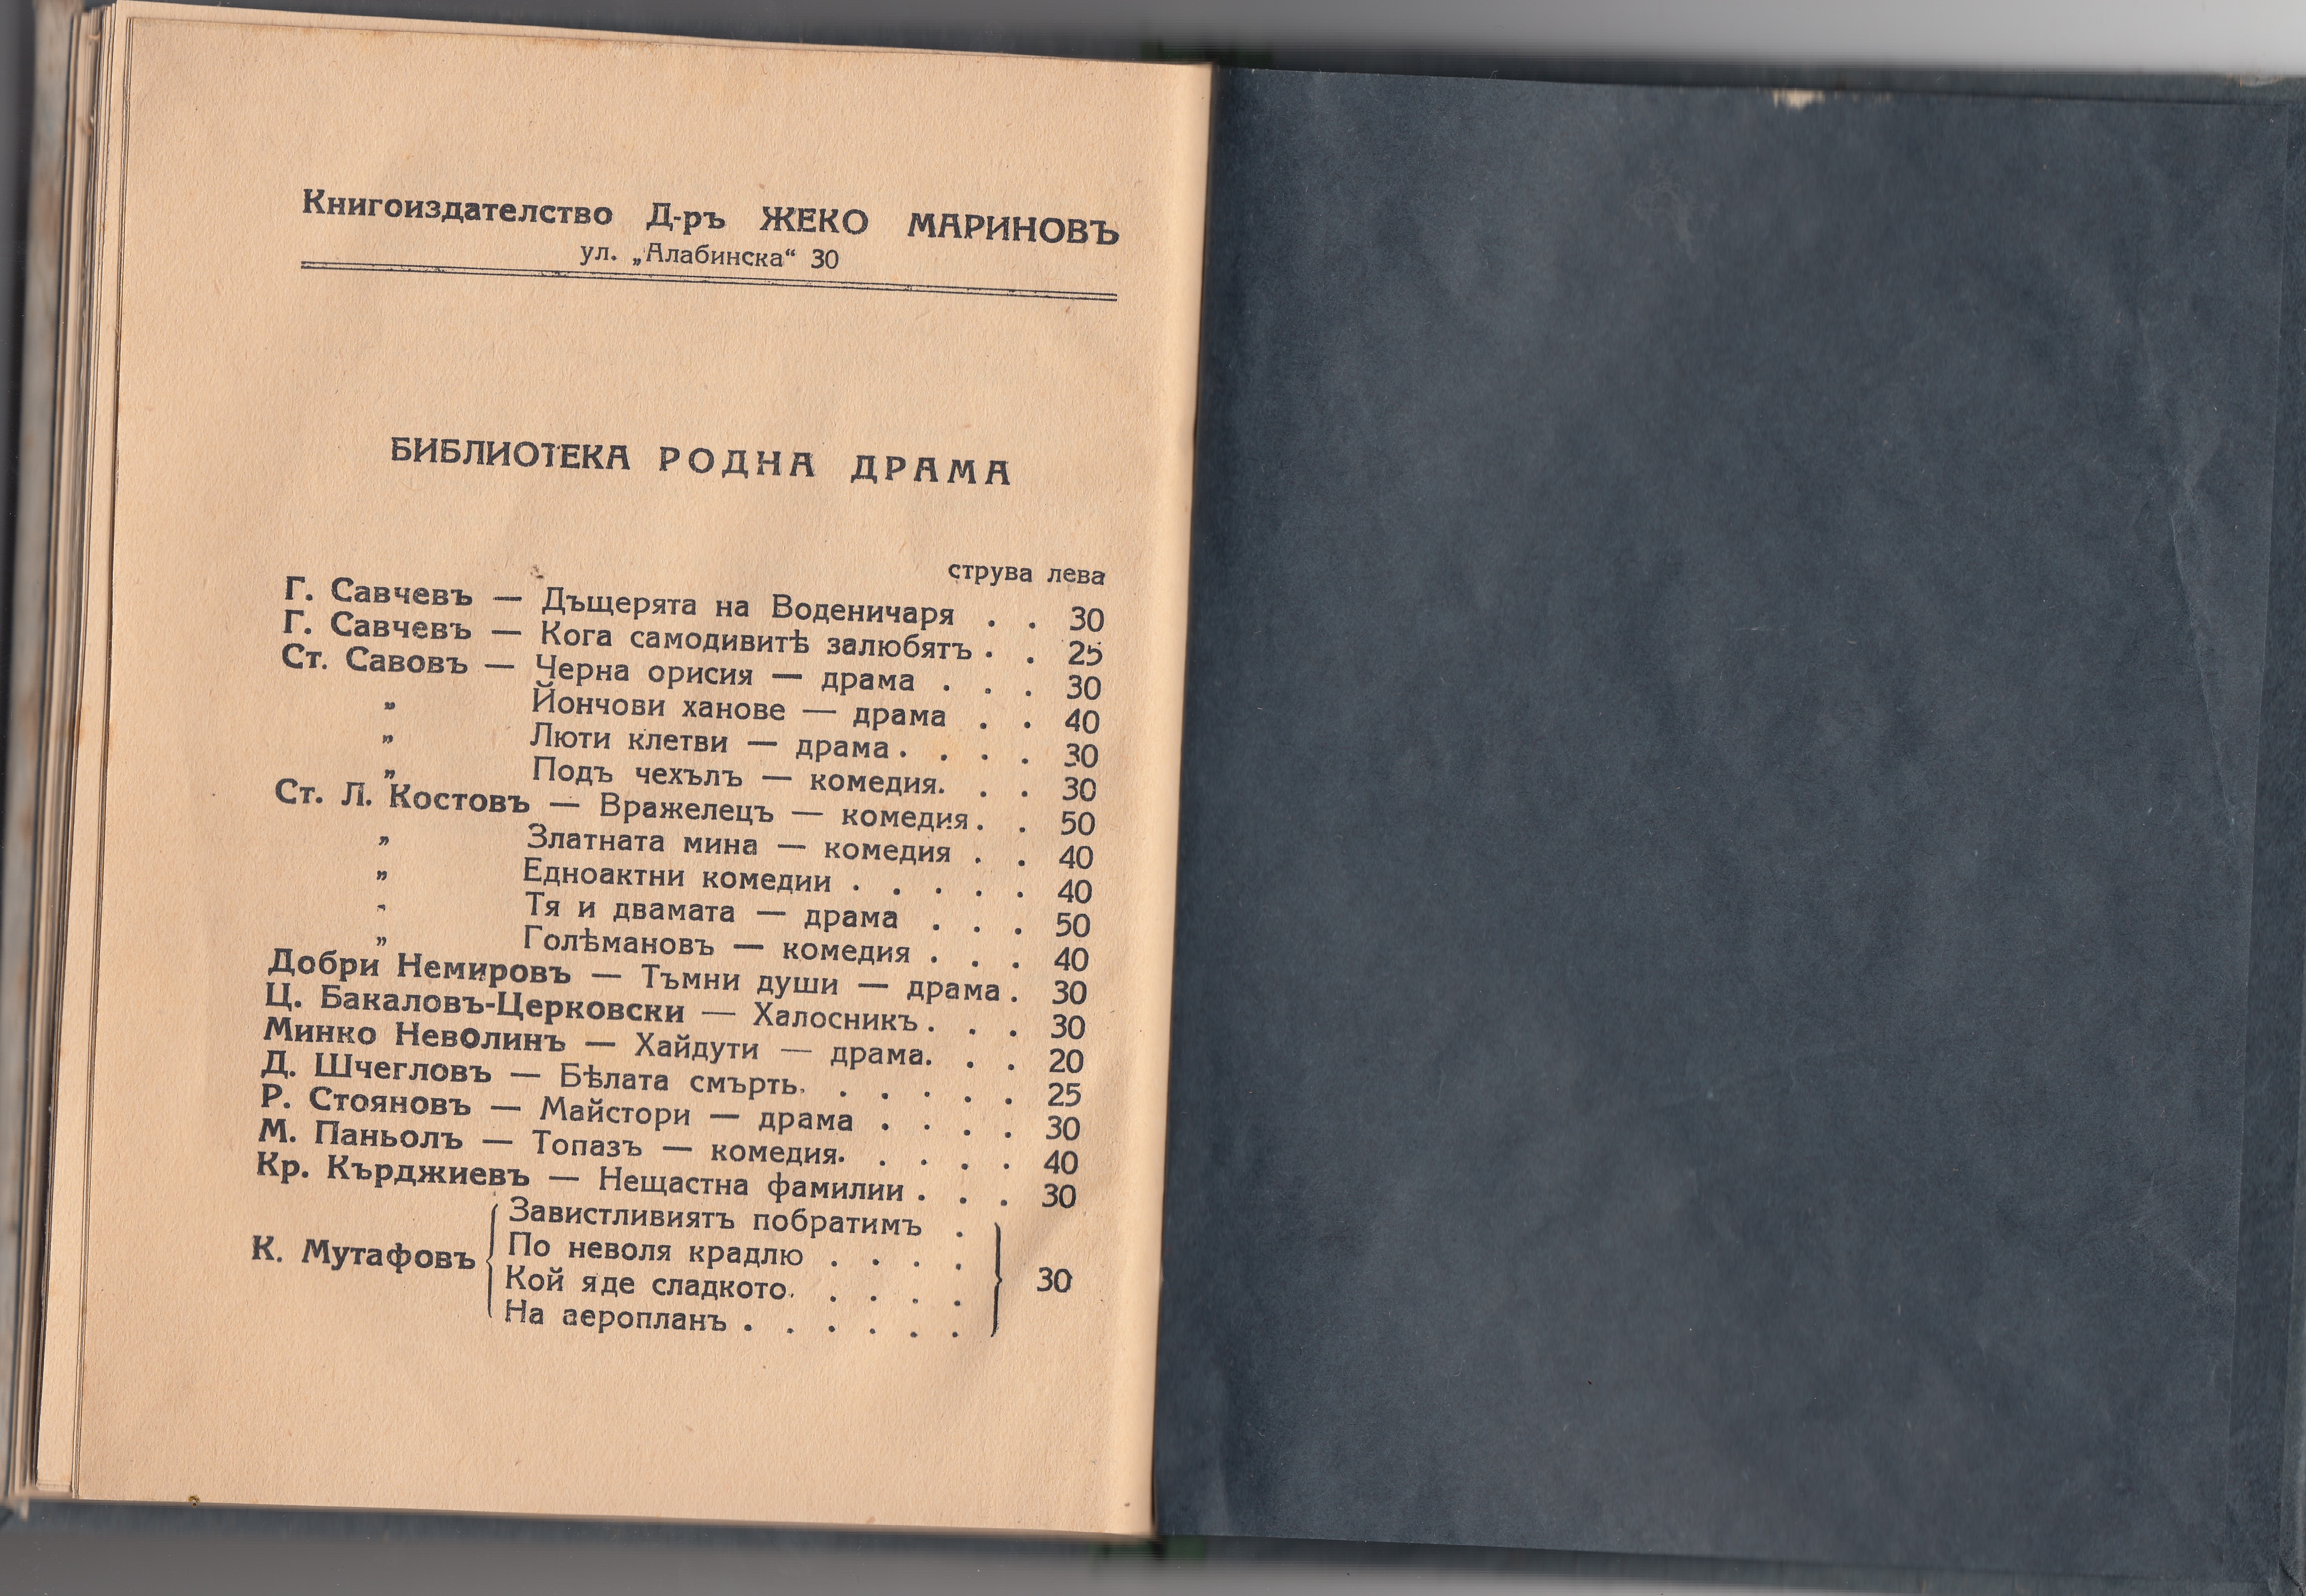 Книгоиздателство Д-ръ ЖЕКО МАРИНОВЪ
ул. „Алабинска“ 30
БИБЛИОТЕКА РОДНА ДРАМА
струва лева
Г. Савчевъ — Дъщерята на Воденичаря . . 30
Г. Савчевъ — Кога самодивитѣ залюбятъ . . 25
Ст. Савовъ — Черна орисия — драма . . . 30
„ Йончови ханове — драма . . 40
„ Люти клетви — драма . . . . 30
„ Подъ чехълъ — комедия. . . 30
Ст. Л. Костовъ — Вражелецъ — комедия . . 50
„ Златната мина — комедия . . 40
„ Едноактни комедии . . . . . 40
„ Тя и двамата — драма . . . 50
„ Голѣмановъ — комедия . . . 40
Добри Немировъ — Тъмни души — драма . 30
Ц. Бакаловъ-Церковски — Халосникъ . . . 30
Минко Неволинъ — Хайдути — драма. . . 20
Д. Шчегловъ — Бѣлата смърть. . . . . . 25
Р. Стояновъ — Майстори — драма . . . . 30
М. Паньолъ — Топазъ — комедия. . . . . 40
Кр. Кърджиевъ — Нещастна фамилии . . . 30
Завистливиятъ побратимъ .
По неволя крадлю . . . .
К. Мутафовъ 30
Кой яде сладкото. . . . .
На аеропланъ . . . . . .